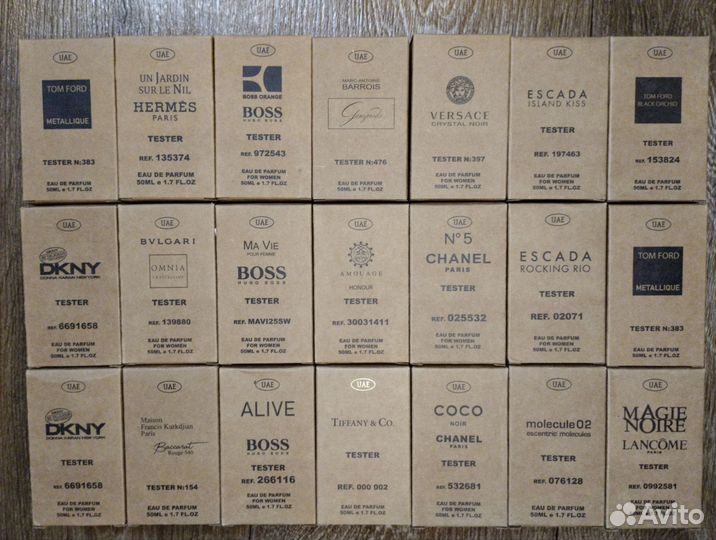 UAE
TOM FORD
METALLIQUE
TESTER N:383
EAU DE PARFUM
50ML e 1.7 FL.OZ
UAE
UN JARDIN
SUR LE NIL
HERMÈS
PARIS
TESTER
REF. 135374
EAU DE PARFUM
50ML e 1.7 FL.OZ
UAE
BOSS ORANGE
BOSS
HUGO BOSS
TESTER
REF. 972543
EAU DE PARFUM
FOR WOMEN
50ML e 1.7 FL.OZ
UAE
MARC-ANTOINE
BARROIS
TESTER N:476
EAU DE PARFUM
50ML e 1.7 FL.OZ
UAE
VERSACE
CRYSTAL NOIR
TESTER N:397
EAU DE PARFUM
FOR WOMEN
50ML e 1.7 FL.OZ
UAE
ESCADA
ISLAND KISS
TESTER
REF. 197463
EAU DE PARFUM
FOR WOMEN
50ML e 1.7 FL.OZ
UAE
TOM FORD
BLACK ORCHID
TESTER
REF. 153824
EAU DE PARFUM
50ML e 1.7 FL.OZ
UAE
DKNY
DONNA KARAN NEW YORK
TESTER
REF. 6691658
EAU DE PARFUM
FOR WOMEN
50ML e 1.7 FL.OZ
UAE
BVLGARI
OMNIA
TESTER
REF. 139880
EAU DE PARFUM
FOR WOMEN
50ML e 1.7 FL.OZ
UAE
MA VIE
POUR FEMME
BOSS
HUGO BOSS
TESTER
REF. MAVI25SW
EAU DE PARFUM
FOR WOMEN
50ML e 1.7 FL.OZ
UAE
AMOUAGE
HONOUR
TESTER
REF. 30031411
EAU DE PARFUM
FOR WOMEN
50ML e 1.7 FL.OZ
UAE
N°5
CHANEL
PARIS
TESTER
REF. 025532
EAU DE PARFUM
FOR WOMEN
50ML e 1.7 FL.OZ
UAE
ESCADA
ROCKING RIO
TESTER
REF. 02071
EAU DE PARFUM
FOR WOMEN
50ML e 1.7 FL.OZ
UAE
TOM FORD
METALLIQUE
TESTER N:383
EAU DE PARFUM
50ML e 1.7 FL.OZ
UAE
DKNY
DONNA KARAN NEW YORK
TESTER
REF. 6691658
EAU DE PARFUM
FOR WOMEN
50ML e 1.7 FL.OZ
UAE
Maison
Francis Kurkdjian
Paris
Baccarat
Rouge 540
TESTER N:154
EAU DE PARFUM
50ML e 1.7 FL.OZ
UAE
ALIVE
BOSS
HUGO BOSS
TESTER
REF. 266116
EAU DE PARFUM
FOR WOMEN
50ML e 1.7 FL.OZ
UAE
TIFFANY & CO.
TESTER
REF. 000 002
EAU DE PARFUM
FOR WOMEN
50ML e 1.7 FL.OZ
UAE
COCO
NOIR
CHANEL
PARIS
TESTER
REF. 532681
EAU DE PARFUM
FOR WOMEN
50ML e 1.7 FL.OZ
UAE
molecule 02
escentric molecules
TESTER
REF. 076128
EAU DE PARFUM
50ML e 1.7 FL.OZ
UAE
MAGIE
NOIRE
LANCÔME
PARIS
TESTER
REF. 0992581
EAU DE PARFUM
50ML e 1.7 FL.OZ
Avito